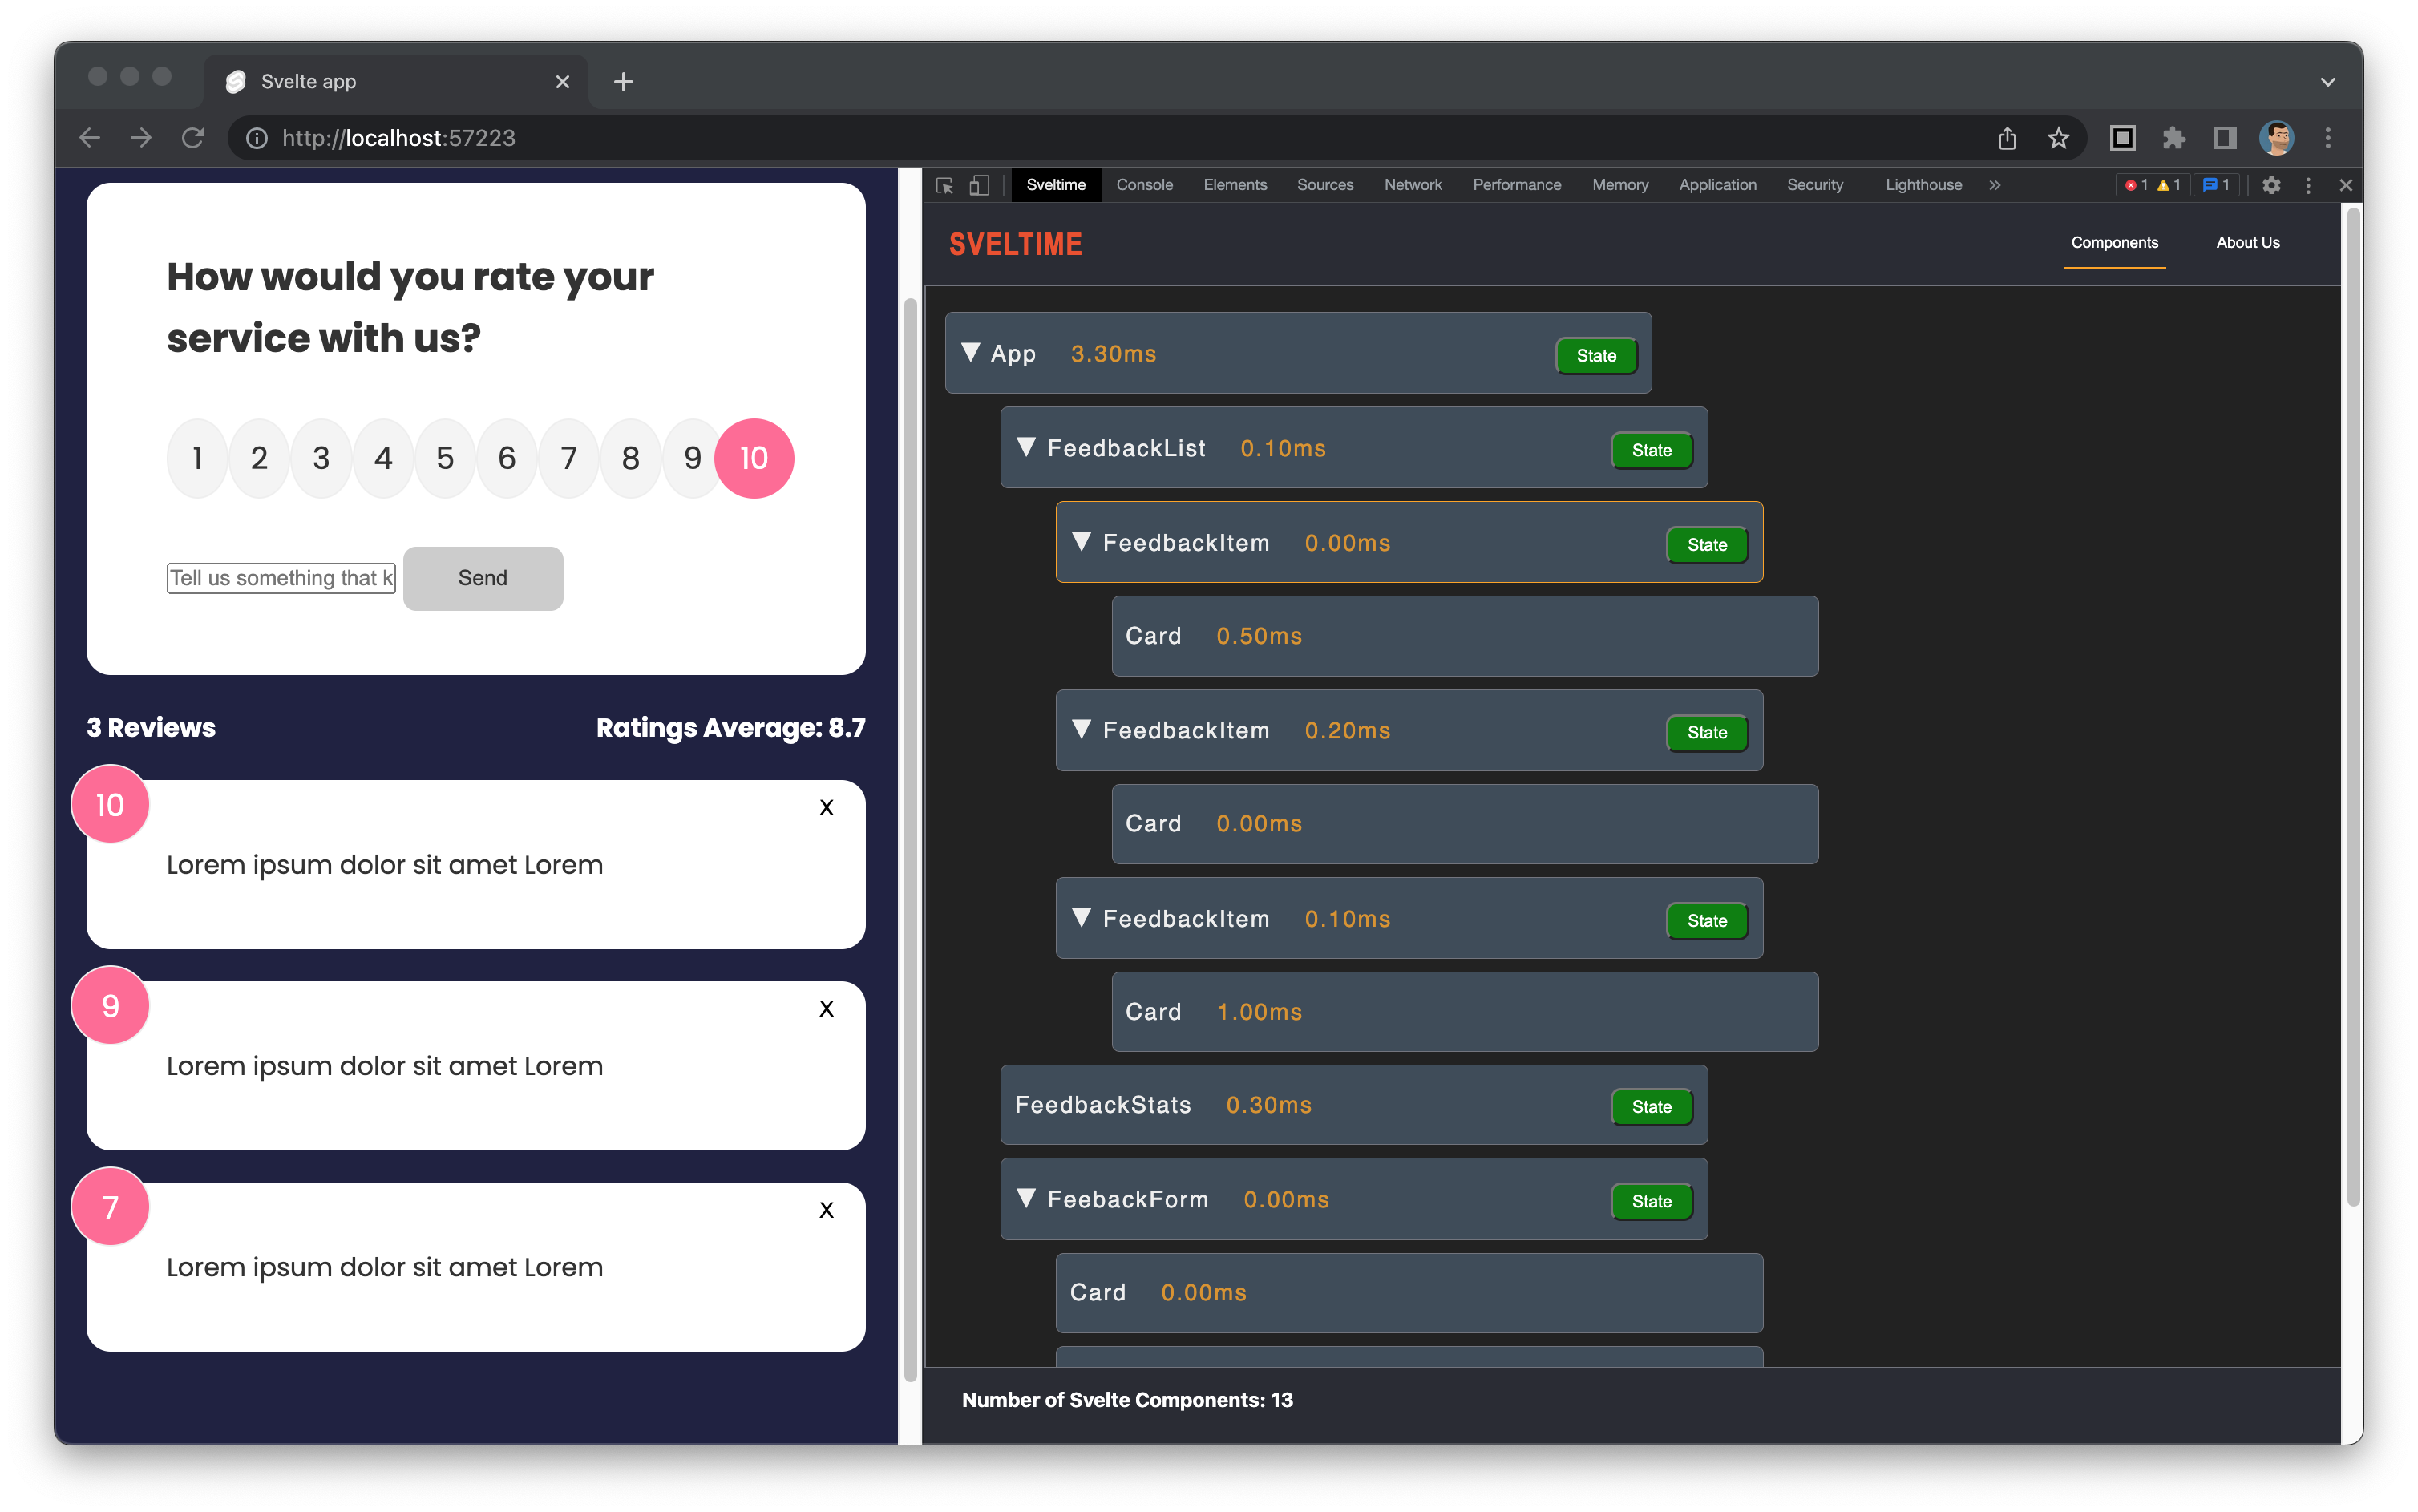 Svelte app
http://localhost:57223
How would you rate your
service with us?
1 2 3 4 5 6 7 8 9 10
Tell us something that k
Send
3 Reviews
Ratings Average: 8.7
10
X
Lorem ipsum dolor sit amet Lorem
9
X
Lorem ipsum dolor sit amet Lorem
7
X
Lorem ipsum dolor sit amet Lorem
Sveltime Console Elements Sources Network Performance Memory Application Security Lighthouse » 1 1 1
SVELTIME
Components
About Us
App 3.30ms State
FeedbackList 0.10ms State
FeedbackItem 0.00ms State
Card 0.50ms
FeedbackItem 0.20ms State
Card 0.00ms
FeedbackItem 0.10ms State
Card 1.00ms
FeedbackStats 0.30ms State
FeebackForm 0.00ms State
Card 0.00ms
Number of Svelte Components: 13